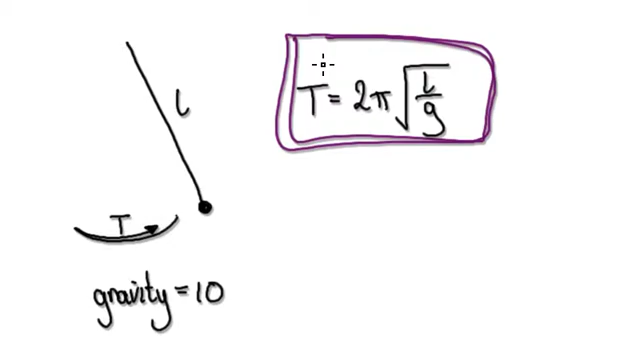 l
T = 2π√(l/g)
T
gravity = 10